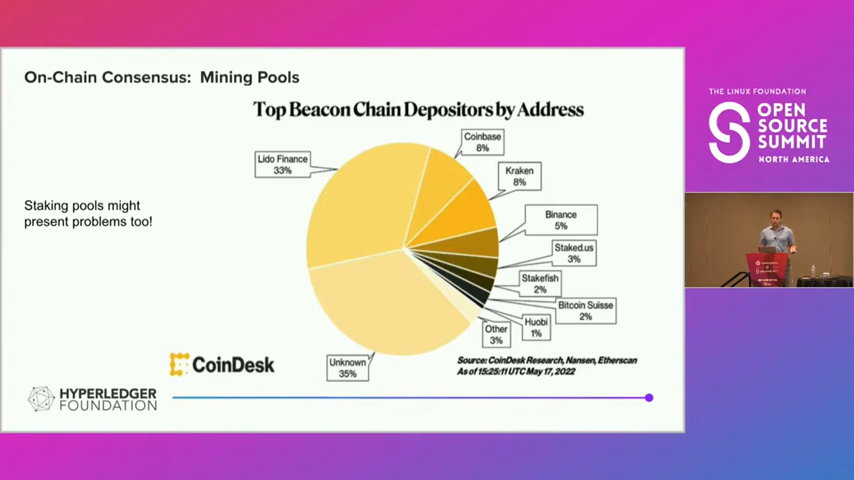 On-Chain Consensus: Mining Pools
Top Beacon Chain Depositors by Address
Lido Finance
33%
Coinbase
8%
Kraken
8%
Binance
5%
Staked.us
3%
Stakefish
2%
Bitcoin Suisse
2%
Huobi
1%
Other
3%
Unknown
35%
Staking pools might
present problems too!
CoinDesk
Source: CoinDesk Research, Nansen, Etherscan
As of 15:25:11 UTC May 17, 2022
HYPERLEDGER
FOUNDATION
THE LINUX FOUNDATION
OPEN
SOURCE
SUMMIT
NORTH AMERICA